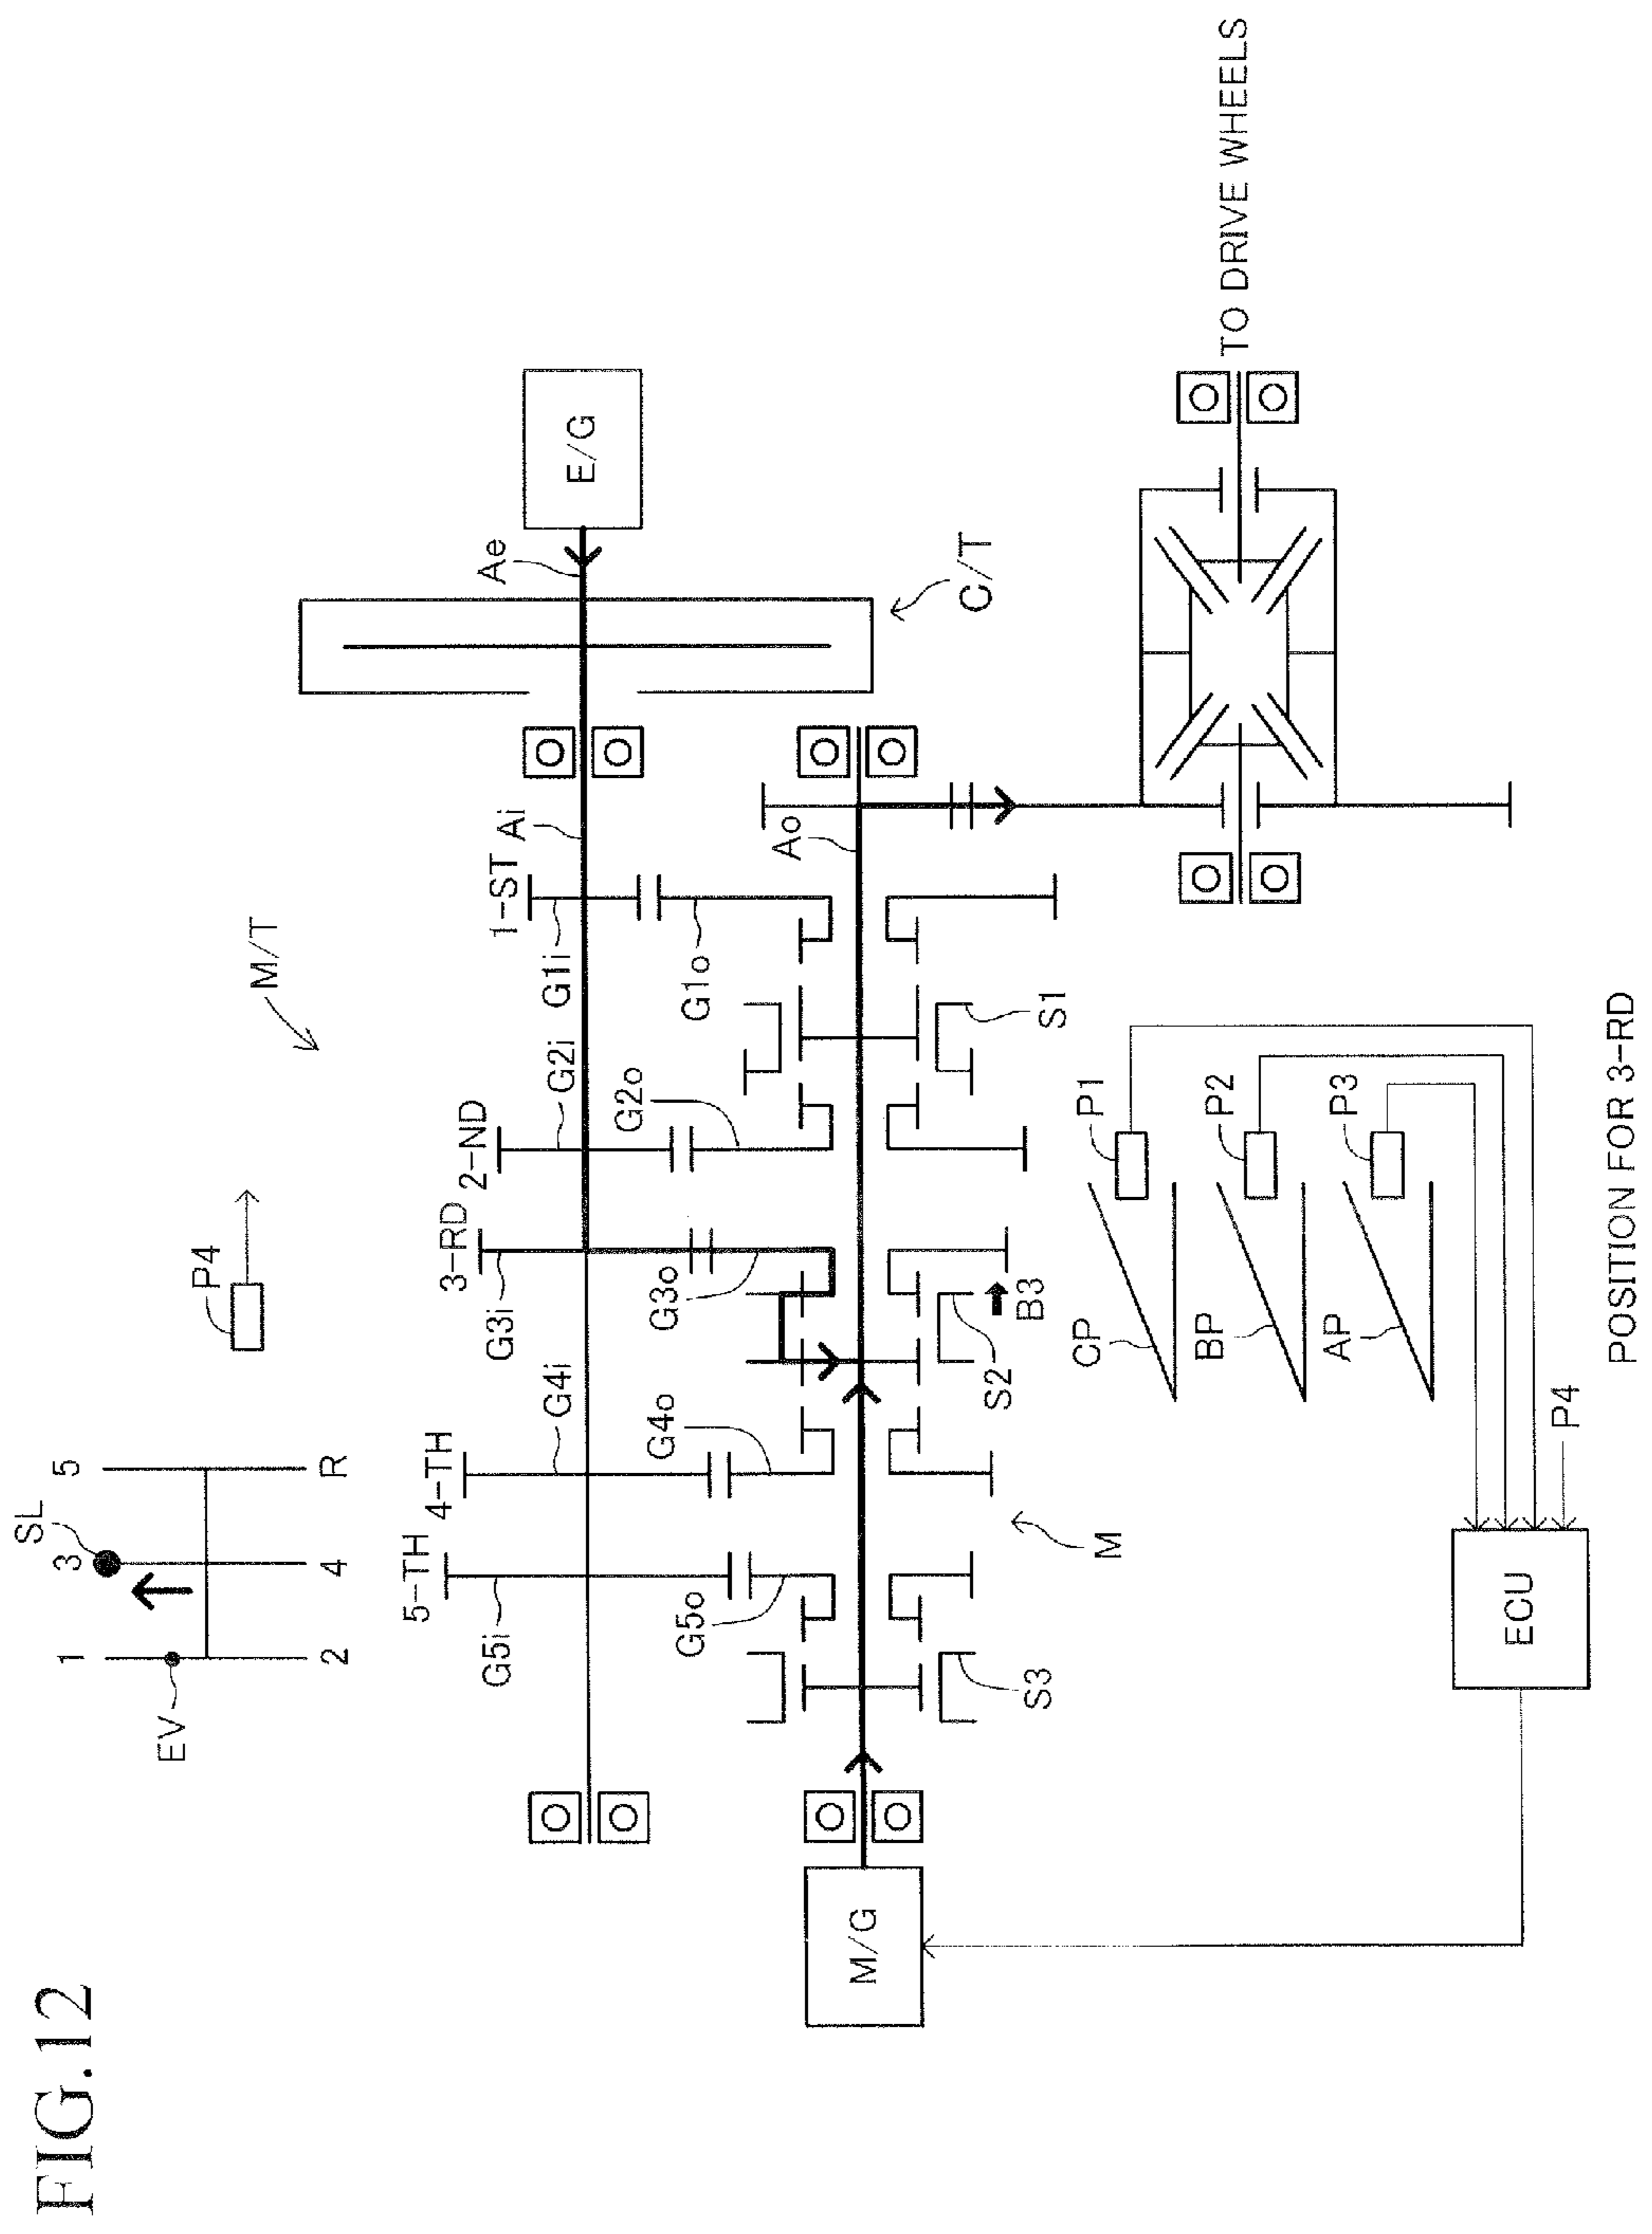 FIG.12
1
3
5
SL
EV
2
4
R
P4
M/T
5-TH
4-TH
3-RD
2-ND
1-ST
G5i
G4i
G3i
G2i
G1i
Ai
Ae
E/G
G5o
G4o
G3o
G2o
G1o
Ao
C/T
M/G
S3
M
S2
B3
S1
CP
P1
BP
P2
AP
P3
TO DRIVE WHEELS
ECU
P4
POSITION FOR 3-RD